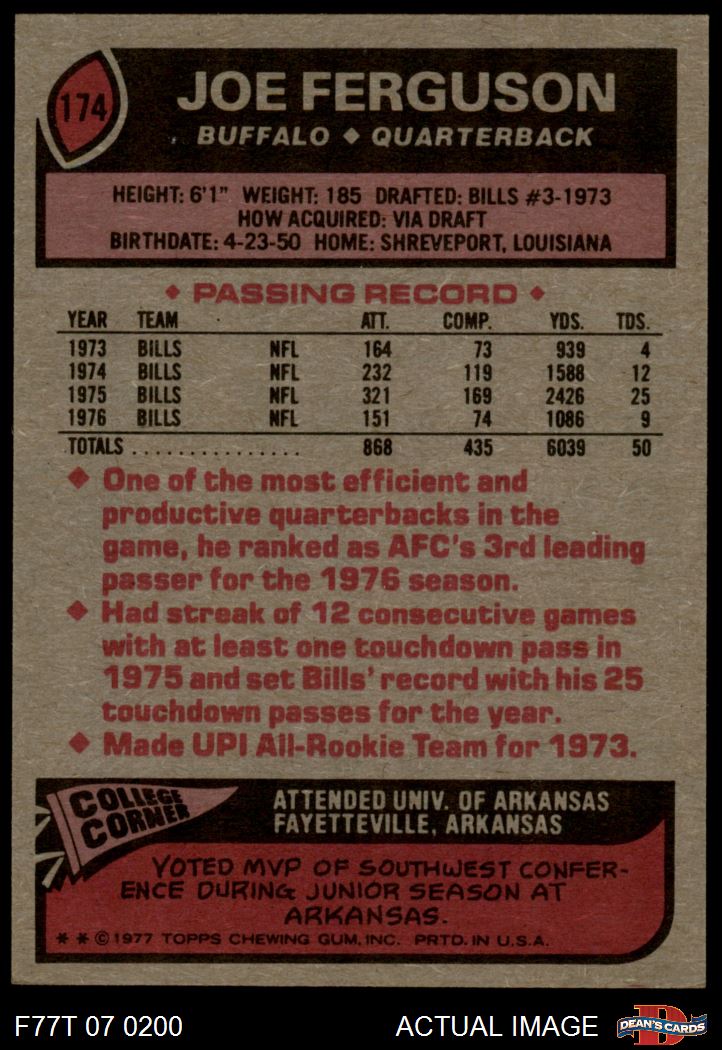 174
JOE FERGUSON
BUFFALO ◆ QUARTERBACK
HEIGHT: 6'1" WEIGHT: 185 DRAFTED: BILLS #3-1973
HOW ACQUIRED: VIA DRAFT
BIRTHDATE: 4-23-50 HOME: SHREVEPORT, LOUISIANA
◆ PASSING RECORD ◆
YEAR TEAM ATT. COMP. YDS. TDS.
1973 BILLS NFL 164 73 939 4
1974 BILLS NFL 232 119 1588 12
1975 BILLS NFL 321 169 2426 25
1976 BILLS NFL 151 74 1086 9
TOTALS ............... 868 435 6039 50
◆ One of the most efficient and
productive quarterbacks in the
game, he ranked as AFC's 3rd leading
passer for the 1976 season.
◆ Had streak of 12 consecutive games
with at least one touchdown pass in
1975 and set Bills' record with his 25
touchdown passes for the year.
◆ Made UPI All-Rookie Team for 1973.
COLLEGE
CORNER
ATTENDED UNIV. OF ARKANSAS
FAYETTEVILLE, ARKANSAS
VOTED MVP OF SOUTHWEST CONFER-
ENCE DURING JUNIOR SEASON AT
ARKANSAS.
* * © 1977 TOPPS CHEWING GUM, INC. PRTD. IN U.S.A.
F77T 07 0200 ACTUAL IMAGE
D
DEAN'S CARDS